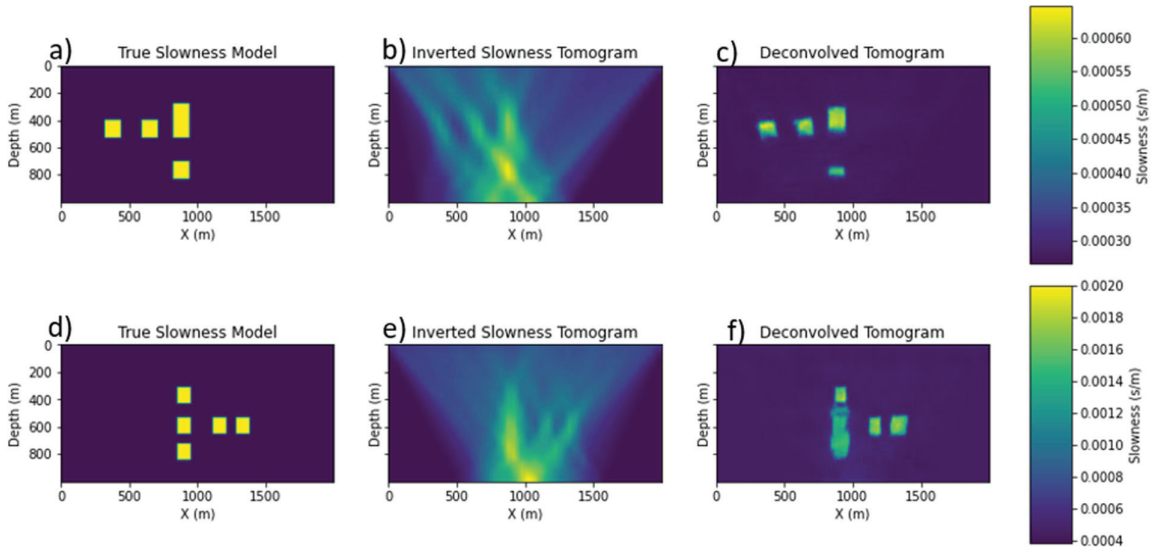 a) True Slowness Model
b) Inverted Slowness Tomogram
c) Deconvolved Tomogram
0
200
400
600
800
Depth (m)
0 500 1000 1500
X (m)
0 500 1000 1500
X (m)
0 500 1000 1500
X (m)
0.00060
0.00055
0.00050
0.00045
0.00040
0.00035
0.00030
Slowness (s/m)
Depth (m)
Depth (m)
d) True Slowness Model
e) Inverted Slowness Tomogram
f) Deconvolved Tomogram
0
200
400
600
800
Depth (m)
0 500 1000 1500
X (m)
0 500 1000 1500
X (m)
0 500 1000 1500
X (m)
0.0020
0.0018
0.0016
0.0014
0.0012
0.0010
0.0008
0.0006
0.0004
Slowness (s/m)
Depth (m)
Depth (m)